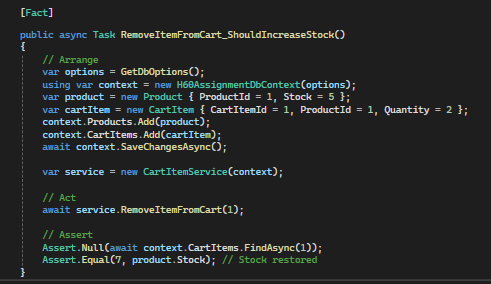 [Fact]
public async Task RemoveItemFromCart_ShouldIncreaseStock()
{
// Arrange
var options = GetDbOptions();
using var context = new H60AssignmentDbContext(options);
var product = new Product { ProductId = 1, Stock = 5 };
var cartItem = new CartItem { CartItemId = 1, ProductId = 1, Quantity = 2 };
context.Products.Add(product);
context.CartItems.Add(cartItem);
await context.SaveChangesAsync();
var service = new CartItemService(context);
// Act
await service.RemoveItemFromCart(1);
// Assert
Assert.Null(await context.CartItems.FindAsync(1));
Assert.Equal(7, product.Stock); // Stock restored
}